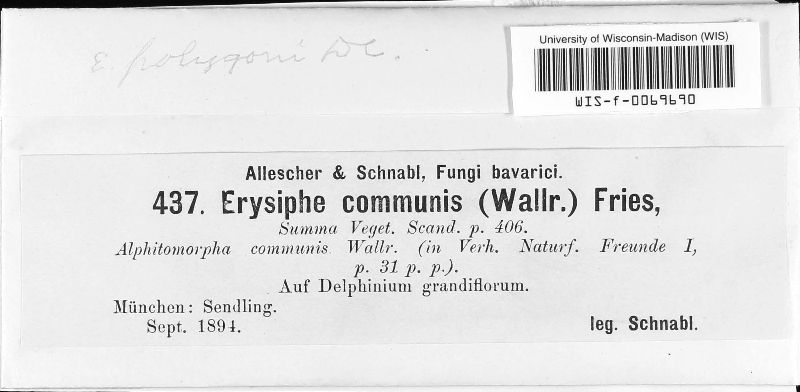 E. polygoni DC.
University of Wisconsin-Madison (WIS)
WIS-f-0069690
Allescher & Schnabl, Fungi bavarici.
437. Erysiphe communis (Wallr.) Fries,
Summa Veget. Scand. p. 406.
Alphitomorpha communis Wallr. (in Verh. Naturf. Freunde I,
p. 31 p. p.).
Auf Delphinium grandiflorum.
München: Sendling.
Sept. 1894.
leg. Schnabl.